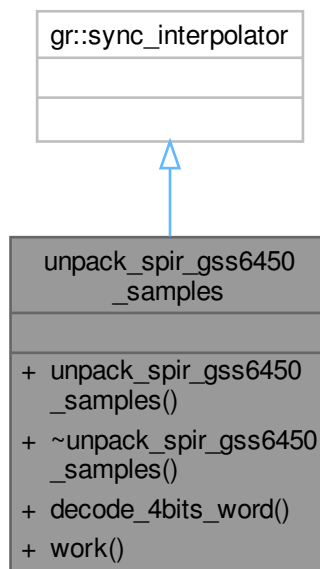 gr::sync_interpolator
unpack_spir_gss6450
_samples
+ unpack_spir_gss6450
_samples()
+ ~unpack_spir_gss6450
_samples()
+ decode_4bits_word()
+ work()